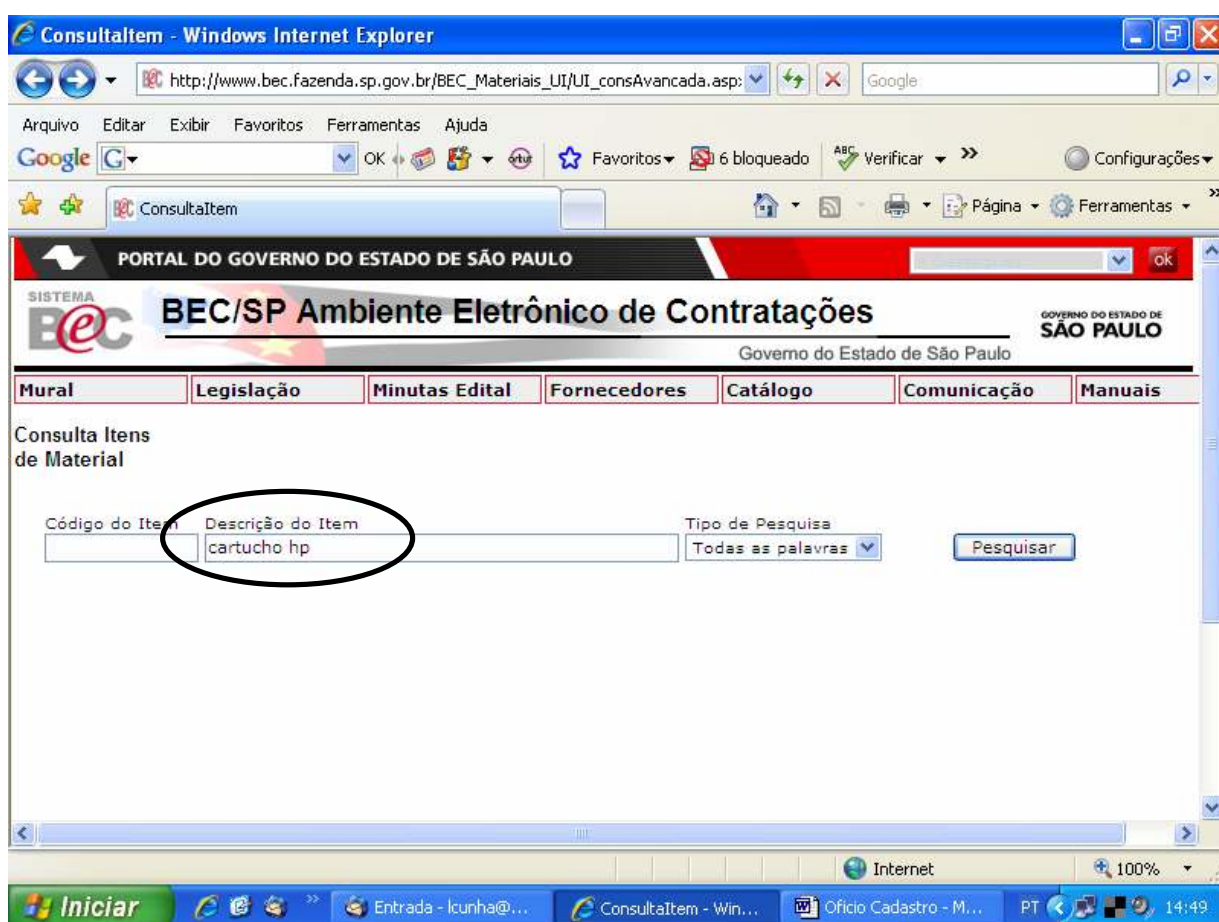 ConsultaItem - Windows Internet Explorer
http://www.bec.fazenda.sp.gov.br/BEC_Materiais_UI/UI_consAvancada.asp: Google
Arquivo Editar Exibir Favoritos Ferramentas Ajuda
Google G OK ortut Favoritos 6 bloqueado ABC Verificar » Configurações
BEC ConsultaItem Página Ferramentas »
PORTAL DO GOVERNO DO ESTADO DE SÃO PAULO ok
SISTEMA
BeC BEC/SP Ambiente Eletrônico de Contratações
GOVERNO DO ESTADO DE
SÃO PAULO
Governo do Estado de São Paulo
Mural Legislação Minutas Edital Fornecedores Catálogo Comunicação Manuais
Consulta Itens
de Material
Código do Item Descrição do Item Tipo de Pesquisa
cartucho hp Todas as palavras Pesquisar
Internet 100%
Iniciar » Entrada - lcunha@... ConsultaItem - Win... Oficio Cadastro - M... PT 14:49